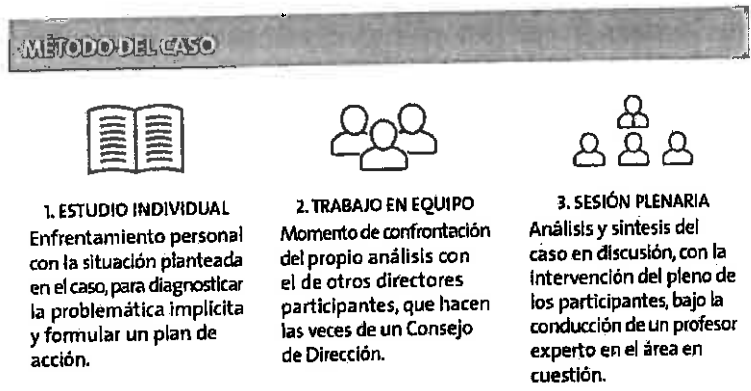 MÉTODO DEL CASO
1. ESTUDIO INDIVIDUAL
Enfrentamiento personal
con la situación planteada
en el caso, para diagnosticar
la problemática implícita
y formular un plan de
acción.
2. TRABAJO EN EQUIPO
Momento de confrontación
del propio análisis con
el de otros directores
participantes, que hacen
las veces de un Consejo
de Dirección.
3. SESIÓN PLENARIA
Análisis y síntesis del
caso en discusión, con la
intervención del pleno de
los participantes, bajo la
conducción de un profesor
experto en el área en
cuestión.